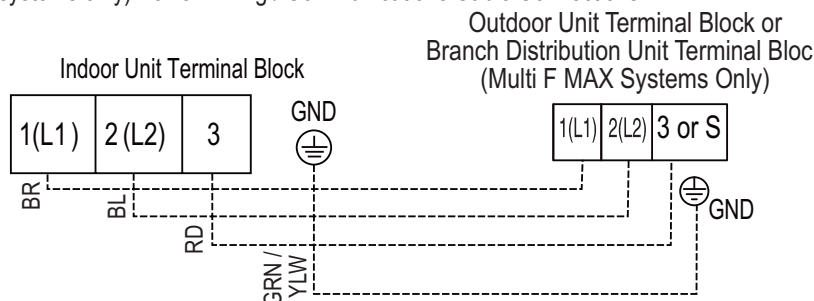 Outdoor Unit Terminal Block or
Branch Distribution Unit Terminal Bloc
(Multi F MAX Systems Only)
Indoor Unit Terminal Block
GND
1(L1) 2(L2) 3
1(L1) 2(L2) 3 or S
GND
BR
BL
RD
GRN /
YLW